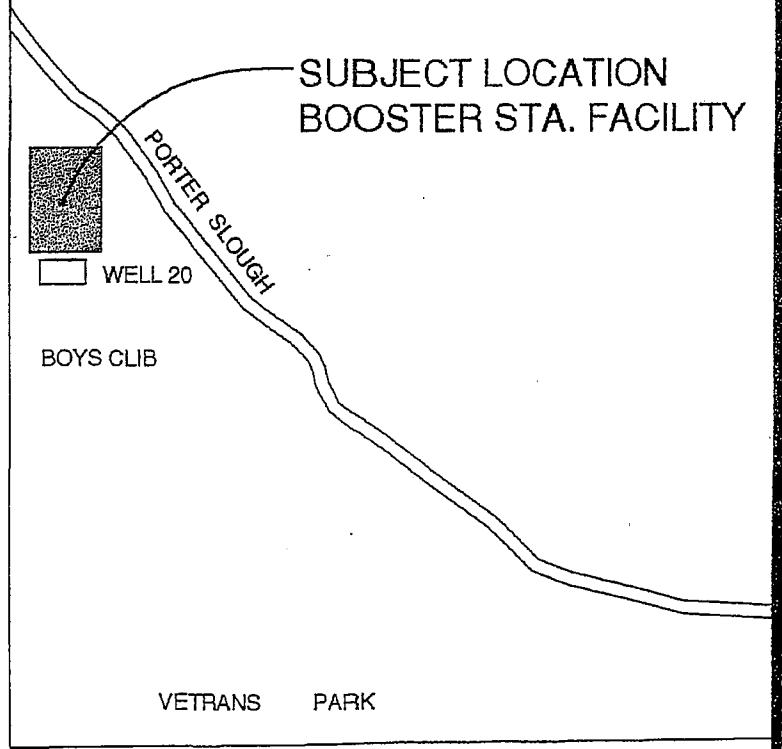 SUBJECT LOCATION
BOOSTER STA. FACILITY
PORTER SLOUGH
WELL 20
BOYS CLIB
VETRANS PARK